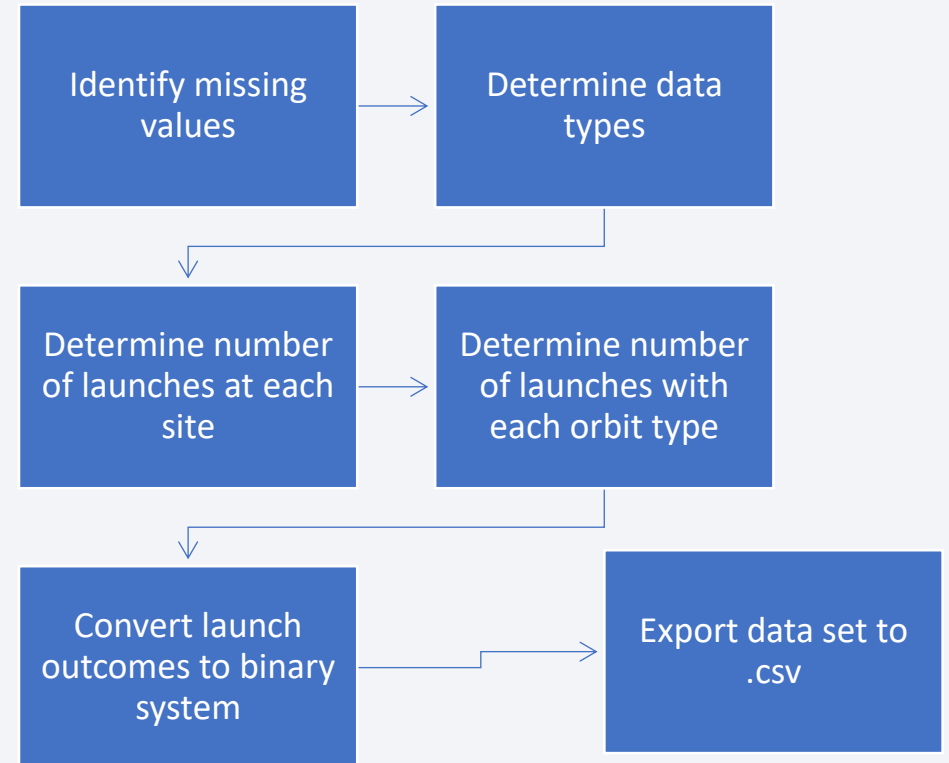 Identify missing
values
Determine data
types
Determine number
of launches at each
site
Determine number
of launches with
each orbit type
Convert launch
outcomes to binary
system
Export data set to
.csv